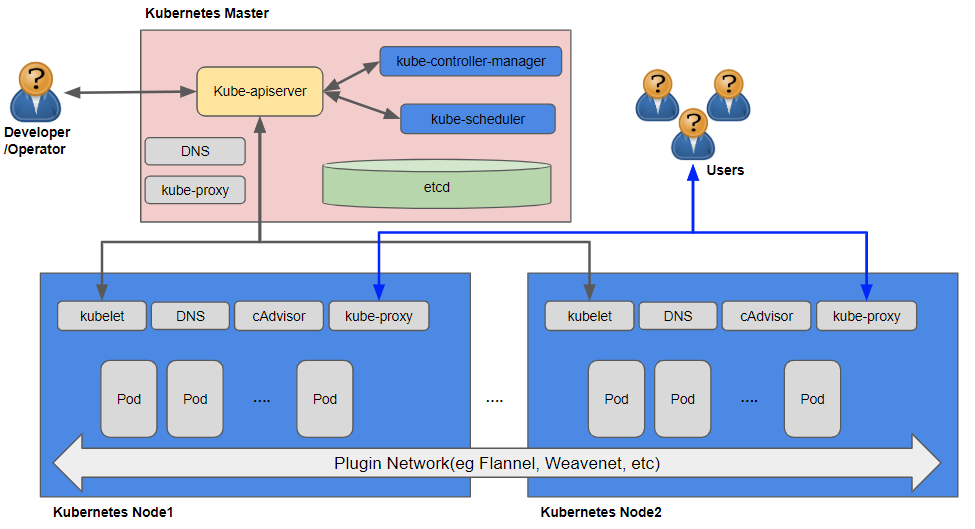 Kubernetes Master
kube-controller-manager
Kube-apiserver
kube-scheduler
?
?
?
?
Developer
/Operator
DNS
kube-proxy
etcd
Users
kubelet
DNS
cAdvisor
kube-proxy
kubelet
DNS
cAdvisor
kube-proxy
Pod
Pod
....
Pod
....
Pod
Pod
....
Pod
Plugin Network(eg Flannel, Weavenet, etc)
Kubernetes Node1
Kubernetes Node2